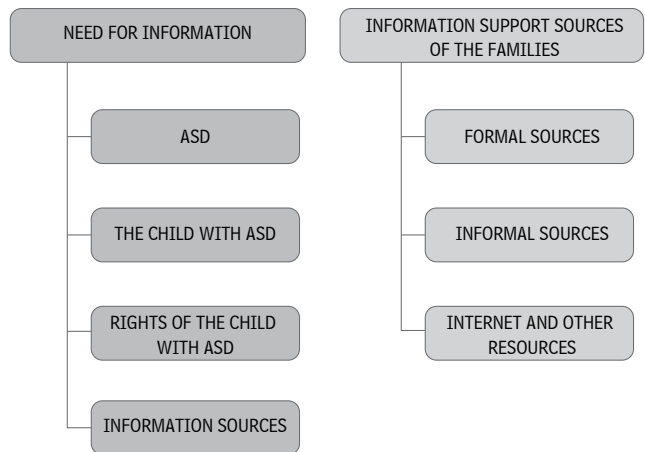 NEED FOR INFORMATION
ASD
THE CHILD WITH ASD
RIGHTS OF THE CHILD
WITH ASD
INFORMATION SOURCES
INFORMATION SUPPORT SOURCES
OF THE FAMILIES
FORMAL SOURCES
INFORMAL SOURCES
INTERNET AND OTHER
RESOURCES